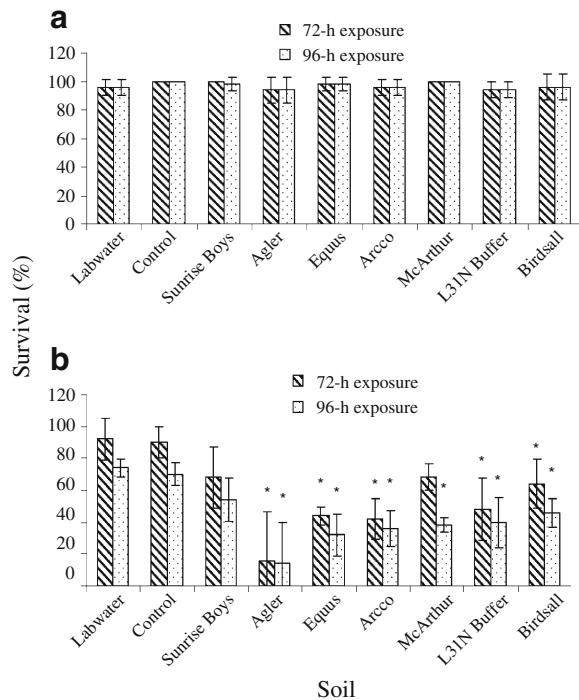 a
72-h exposure
96-h exposure
120
100
80
60
40
20
0
Labwater
Control
Sunrise Boys
Agler
Equus
Arcco
McArthur
L31N Buffer
Birdsall
Survival (%)
b
72-h exposure
96-h exposure
120
100
80
60
40
20
0
* * * * * * * * * * *
Labwater
Control
Sunrise Boys
Agler
Equus
Arcco
McArthur
L31N Buffer
Birdsall
Soil